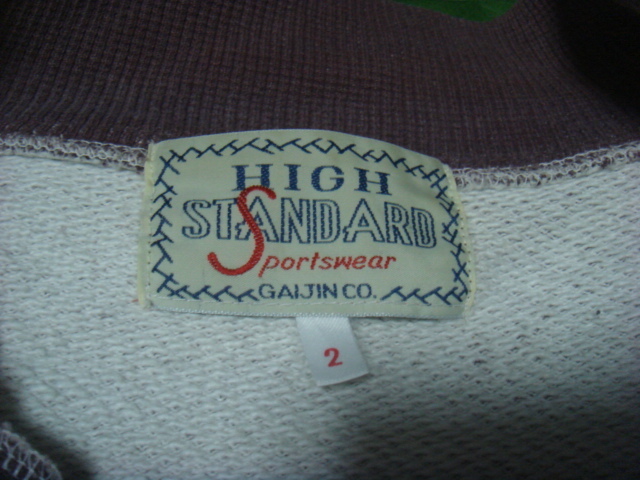 HIGH
STANDARD
Sportswear
GAIJIN CO.
2